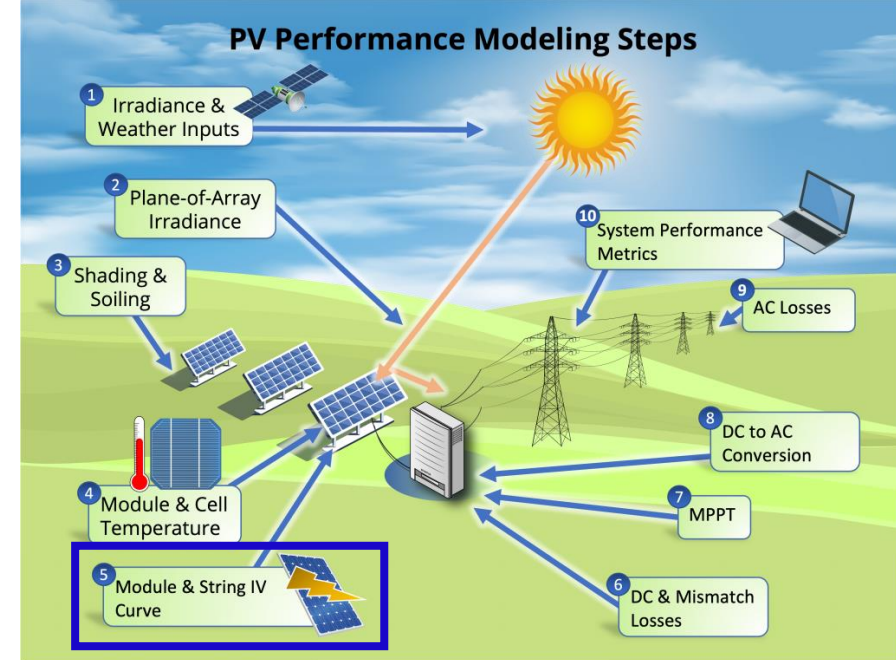 PV Performance Modeling Steps
1
Irradiance &
Weather Inputs
2
Plane-of-Array
Irradiance
3
Shading &
Soiling
4
Module & Cell
Temperature
5
Module & String IV
Curve
6
DC & Mismatch
Losses
7
MPPT
8
DC to AC
Conversion
9
AC Losses
10
System Performance
Metrics